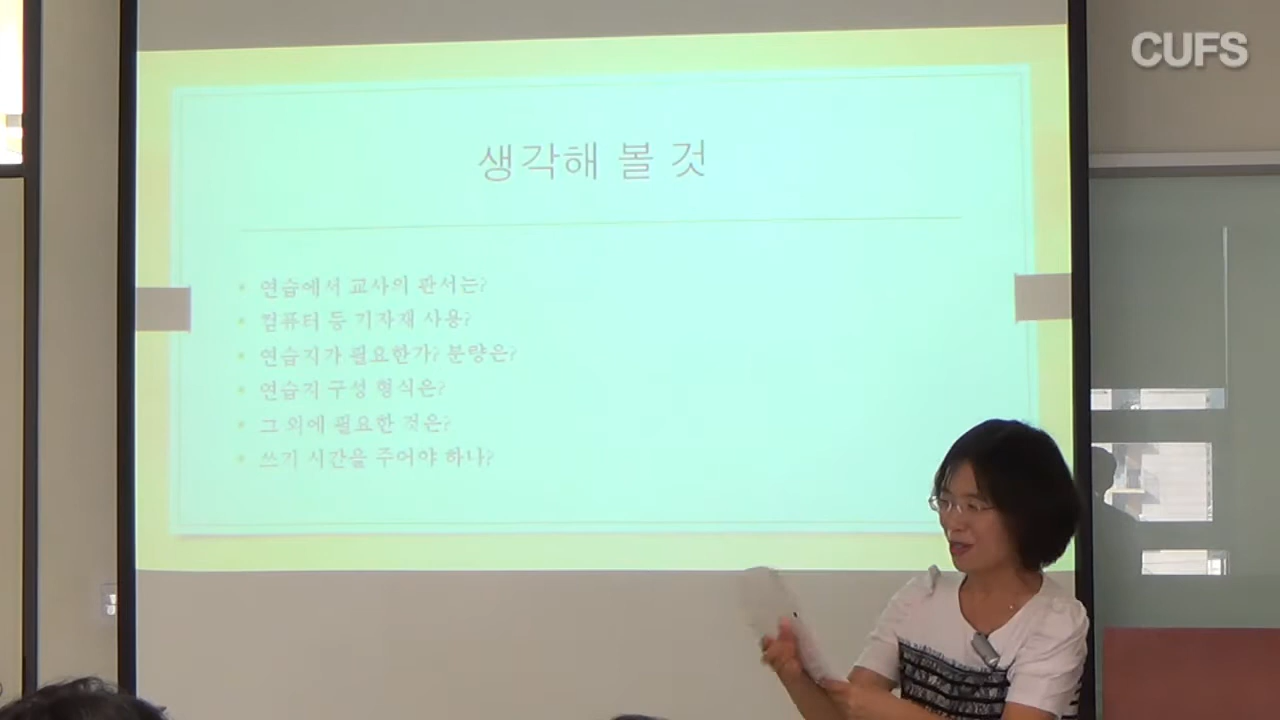 CUFS
생각해 볼 것
연습에서 교사의 판서는?
컴퓨터 등 기자재 사용?
연습지가 필요한가? 분량은?
연습지 구성 형식은?
그 외에 필요한 것은?
쓰기 시간을 주어야 하나?